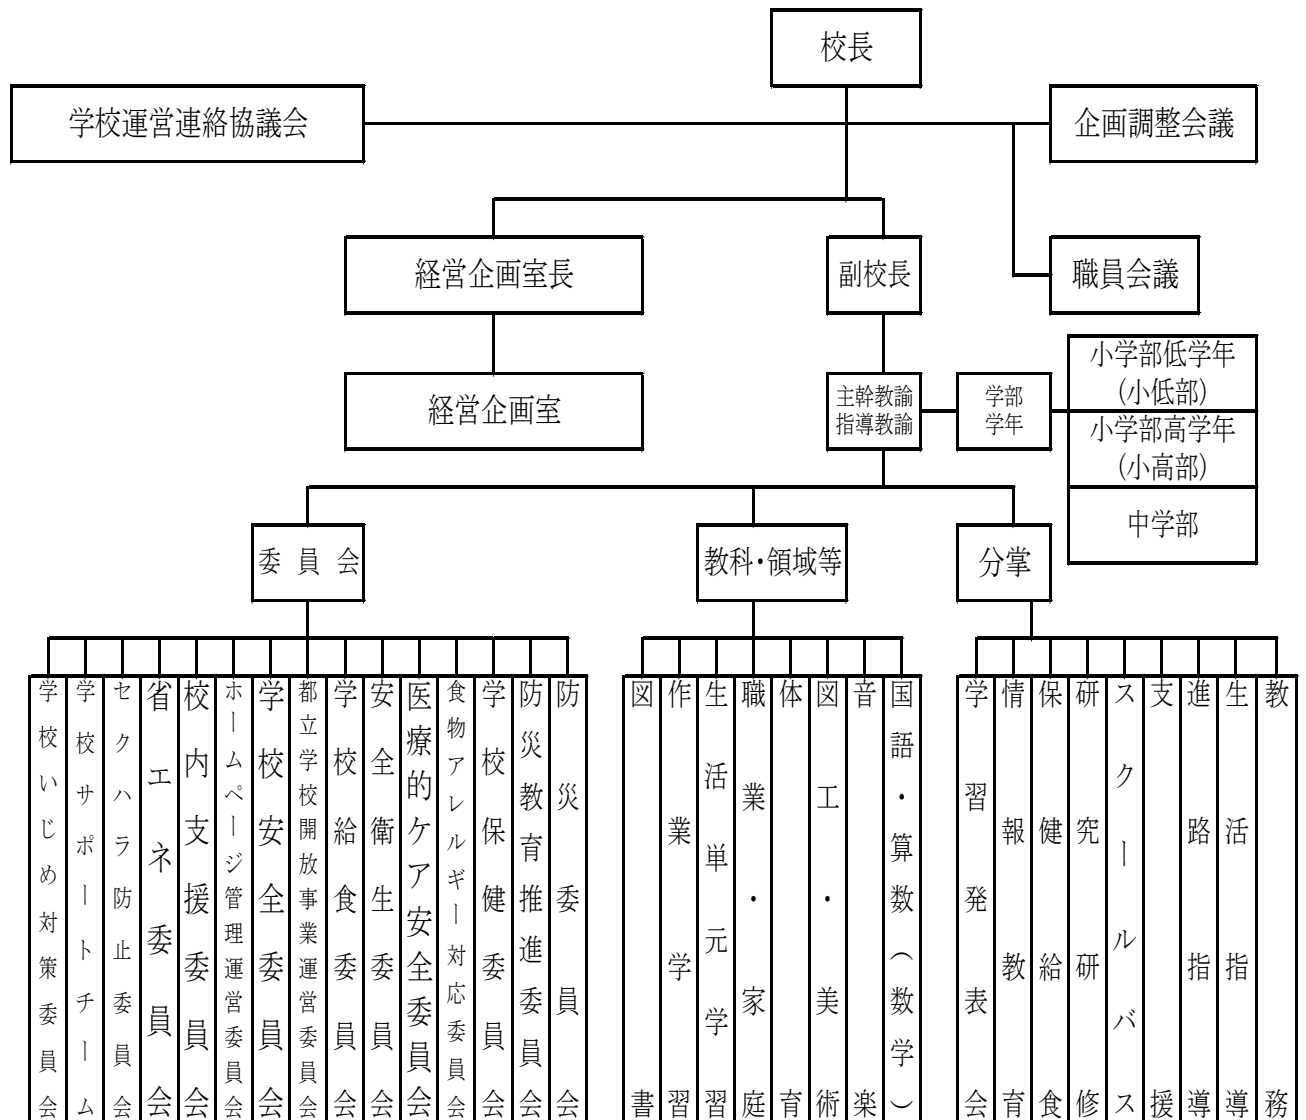 校長
学校運営連絡協議会
企画調整会議
経営企画室長
副校長
職員会議
経営企画室
主幹教諭
指導教諭
学部
学年
小学部低学年
(小低部)
小学部高学年
(小高部)
中学部
委員会
教科・領域等
分掌
学校いじめ対策委員会
学校サポートチーム
セクハラ防止委員会
省エネ委員会
校内支援委員会
ホームページ管理運営委員会
学校安全委員会
都立学校開放事業運営委員会
学校給食委員会
安全衛生委員会
医療的ケア安全委員会
食物アレルギー対応委員会
学校保健委員会
防災教育推進委員会
防災委員会
図書
作業学習
生活単元学習
職業・家庭
体育
図工・美術
音楽
国語・算数(数学)
学習発表会
情報教育
保健給食
研究研修
スクールバス
支援
進路指導
生活指導
教務